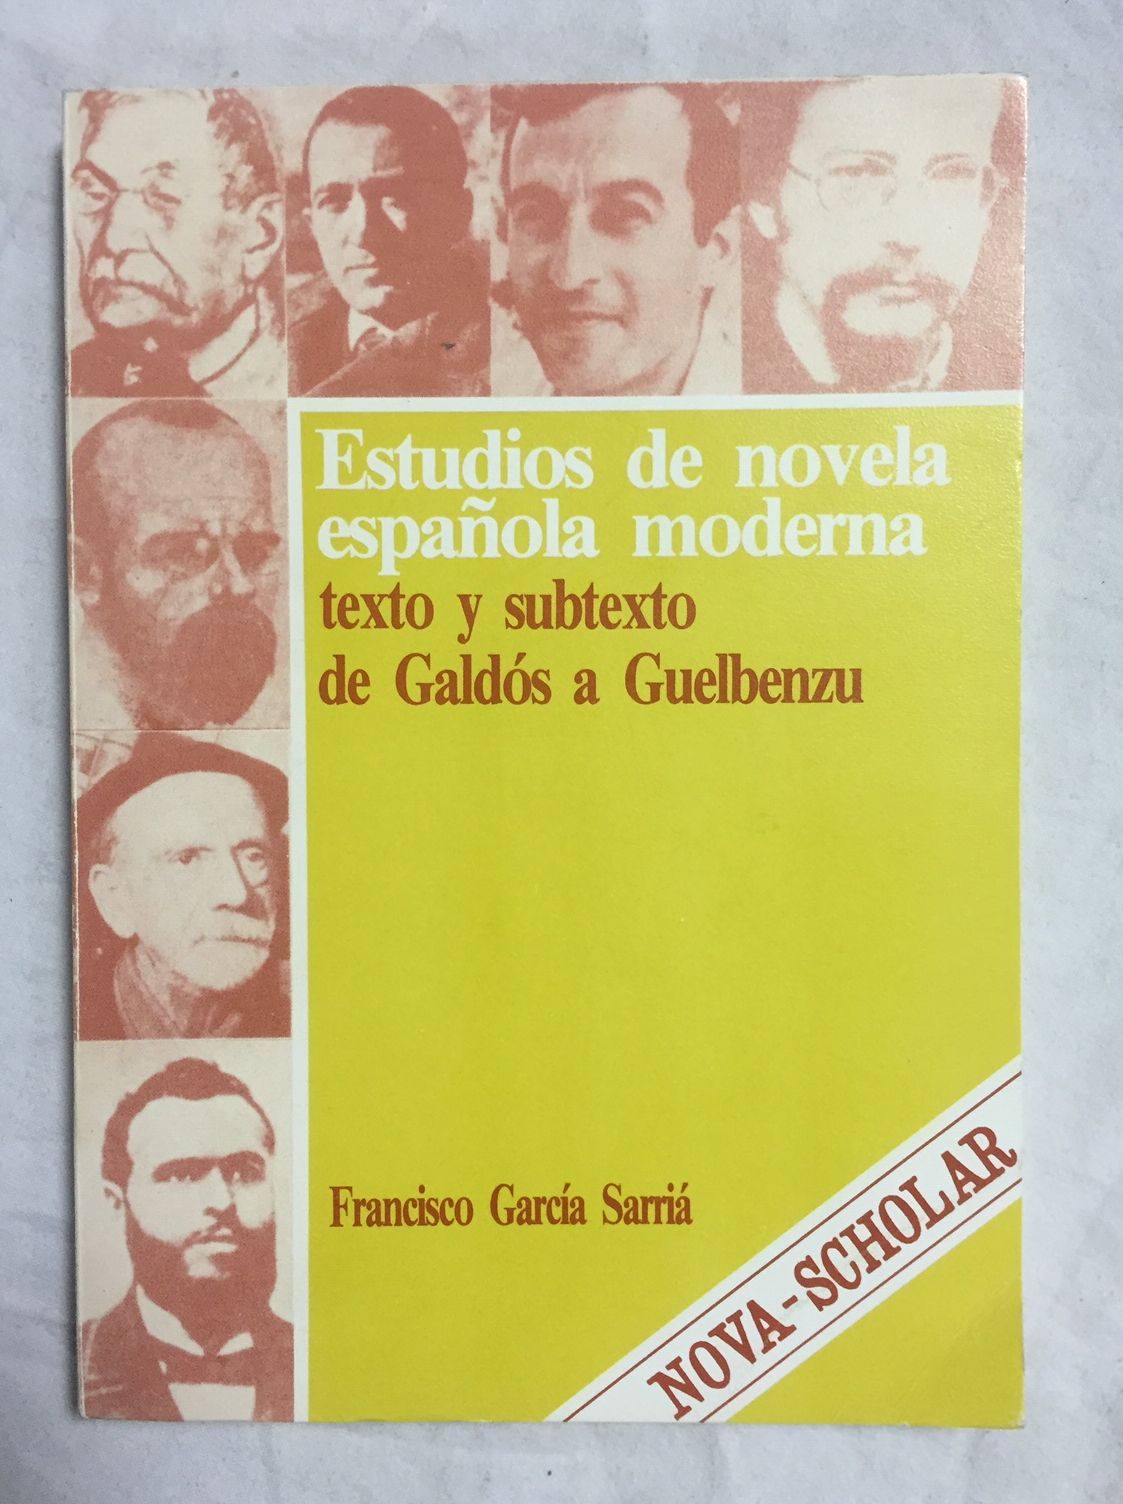 Estudios de novela
española moderna
texto y subtexto
de Galdós a Guelbenzu
Francisco García Sarriá
NOVA-SCHOLAR